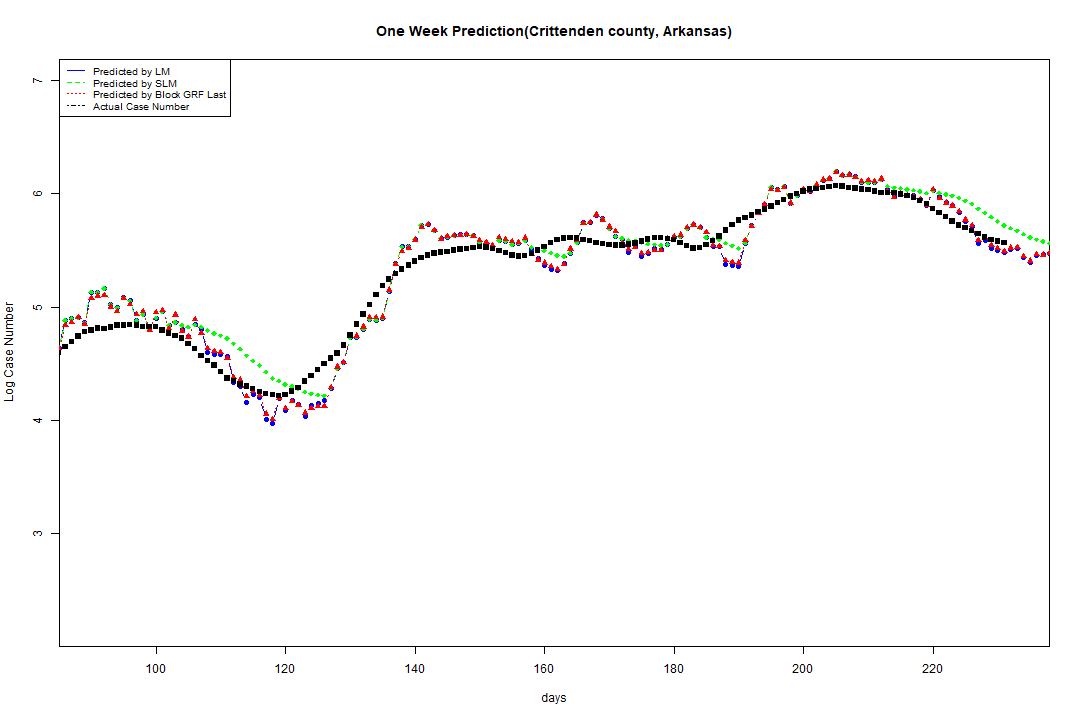 One Week Prediction(Crittenden county, Arkansas)
Predicted by LM
Predicted by SLM
Predicted by Block GRF Last
Actual Case Number
7
6
5
4
3
Log Case Number
100 120 140 160 180 200 220
days